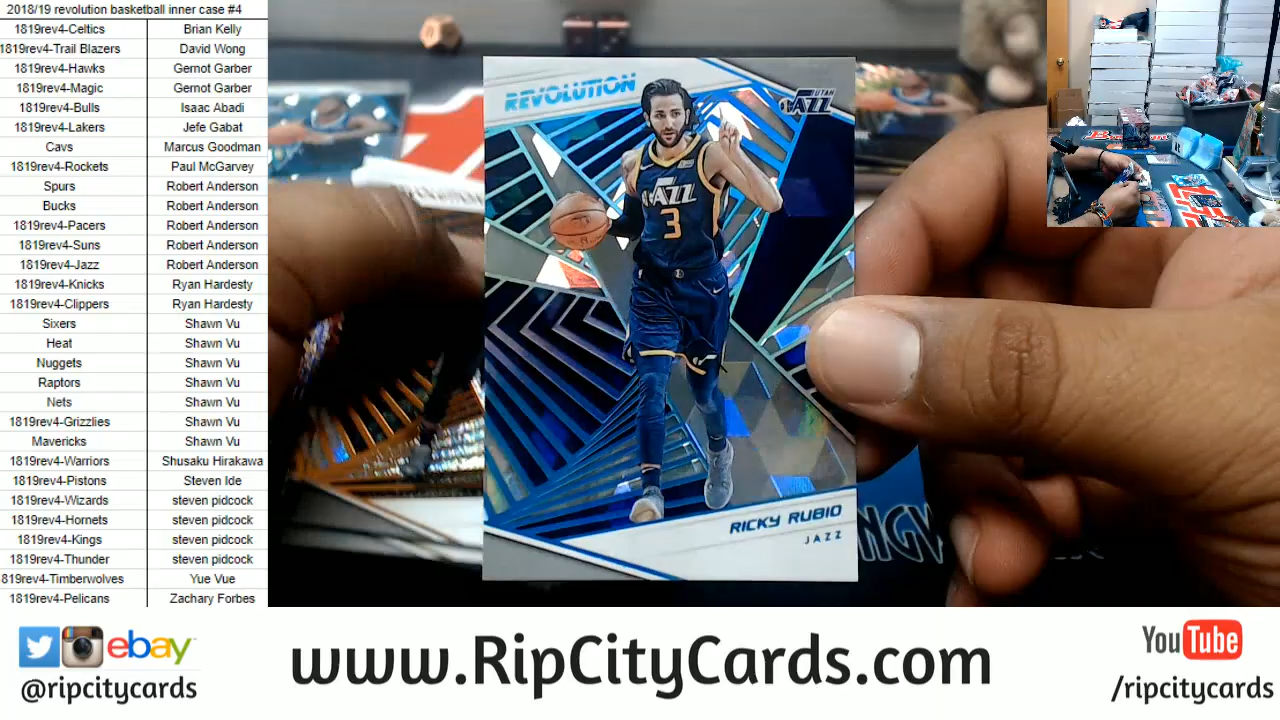 2018/19 revolution basketball inner case #4
1819rev4-Celtics Brian Kelly
1819rev4-Trail Blazers David Wong
1819rev4-Hawks Gernot Garber
1819rev4-Magic Gernot Garber
1819rev4-Bulls Isaac Abadi
1819rev4-Lakers Jefe Gabat
Cavs Marcus Goodman
1819rev4-Rockets Paul McGarvey
Spurs Robert Anderson
Bucks Robert Anderson
1819rev4-Pacers Robert Anderson
1819rev4-Suns Robert Anderson
1819rev4-Jazz Robert Anderson
1819rev4-Knicks Ryan Hardesty
1819rev4-Clippers Ryan Hardesty
Sixers Shawn Vu
Heat Shawn Vu
Nuggets Shawn Vu
Raptors Shawn Vu
Nets Shawn Vu
1819rev4-Grizzlies Shawn Vu
Mavericks Shawn Vu
1819rev4-Warriors Shusaku Hirakawa
1819rev4-Pistons Steven Ide
1819rev4-Wizards steven pidcock
1819rev4-Hornets steven pidcock
1819rev4-Kings steven pidcock
1819rev4-Thunder steven pidcock
819rev4-Timberwolves Yue Vue
1819rev4-Pelicans Zachary Forbes
REVOLUTION
UTAH
JAZZ
JAZZ
3
RICKY RUBIO
JAZZ
ebay
@ripcitycards
www.RipCityCards.com
YouTube
/ripcitycards